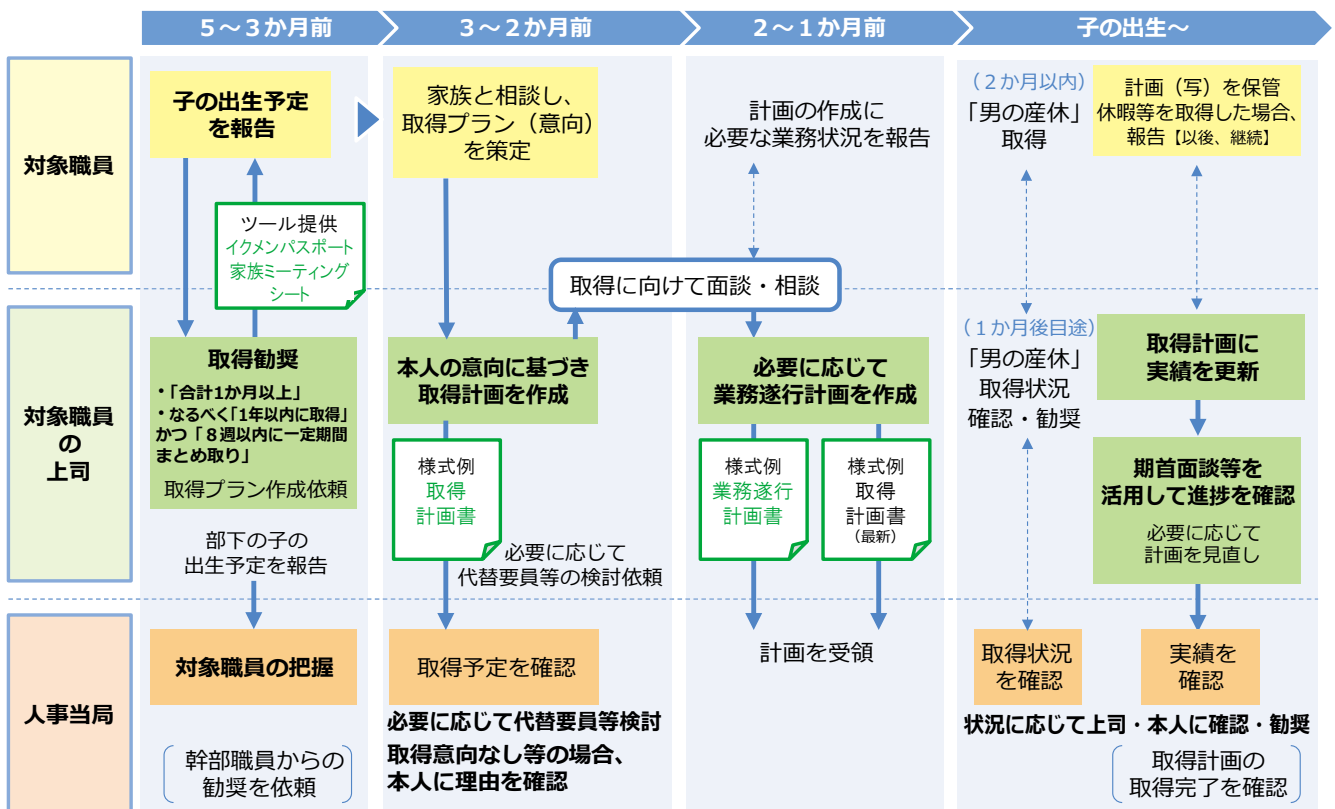 5～3か月前
3～2か月前
2～1か月前
子の出生～
対象職員
子の出生予定
を報告
家族と相談し、
取得プラン（意向）
を策定
計画の作成に
必要な業務状況を報告
（２か月以内）
「男の産休」
取得
計画（写）を保管
休暇等を取得した場合、
報告【以後、継続】
ツール提供
イクメンパスポート
家族ミーティング
シート
取得に向けて面談・相談
対象職員
の
上司
取得勧奨
・「合計1か月以上」
・なるべく「1年以内に取得」
かつ「８週以内に一定期間
まとめ取り」
取得プラン作成依頼
部下の子の
出生予定を報告
本人の意向に基づき
取得計画を作成
様式例
取得
計画書
必要に応じて
代替要員等の検討依頼
必要に応じて
業務遂行計画を作成
様式例
業務遂行
計画書
様式例
取得
計画書
（最新）
（１か月後目途）
「男の産休」
取得状況
確認・勧奨
取得計画に
実績を更新
期首面談等を
活用して進捗を確認
必要に応じて
計画を見直し
人事当局
対象職員の把握
幹部職員からの
勧奨を依頼
取得予定を確認
必要に応じて代替要員等検討
取得意向なし等の場合、
本人に理由を確認
計画を受領
取得状況
を確認
実績を
確認
状況に応じて上司・本人に確認・勧奨
取得計画の
取得完了を確認